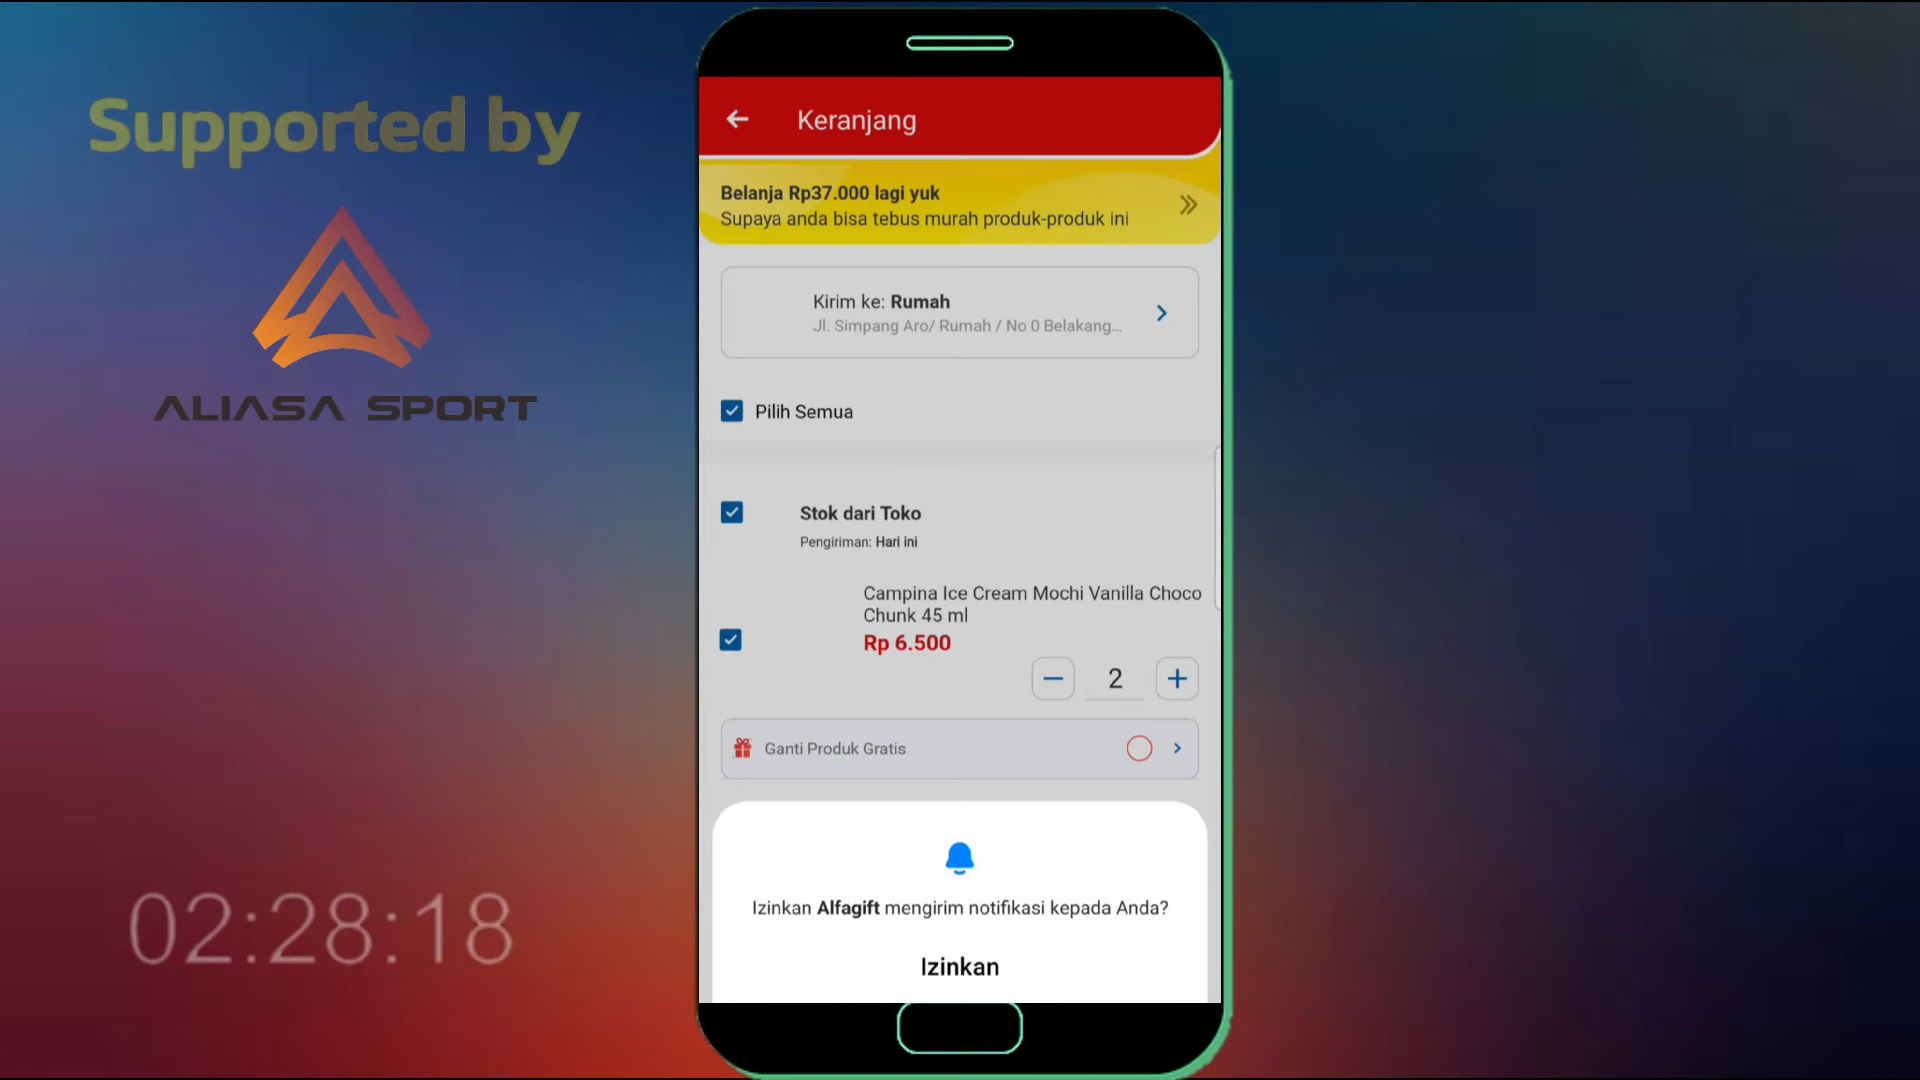 Supported by
ALIASA SPORT
02:28:18
Keranjang
Belanja Rp37.000 lagi yuk
Supaya anda bisa tebus murah produk-produk ini
Kirim ke: Rumah
Jl. Simpang Aro/ Rumah / No 0 Belakang...
Pilih Semua
Stok dari Toko
Pengiriman: Hari ini
Campina Ice Cream Mochi Vanilla Choco
Chunk 45 ml
Rp 6.500
2
Ganti Produk Gratis
Izinkan Alfagift mengirim notifikasi kepada Anda?
Izinkan